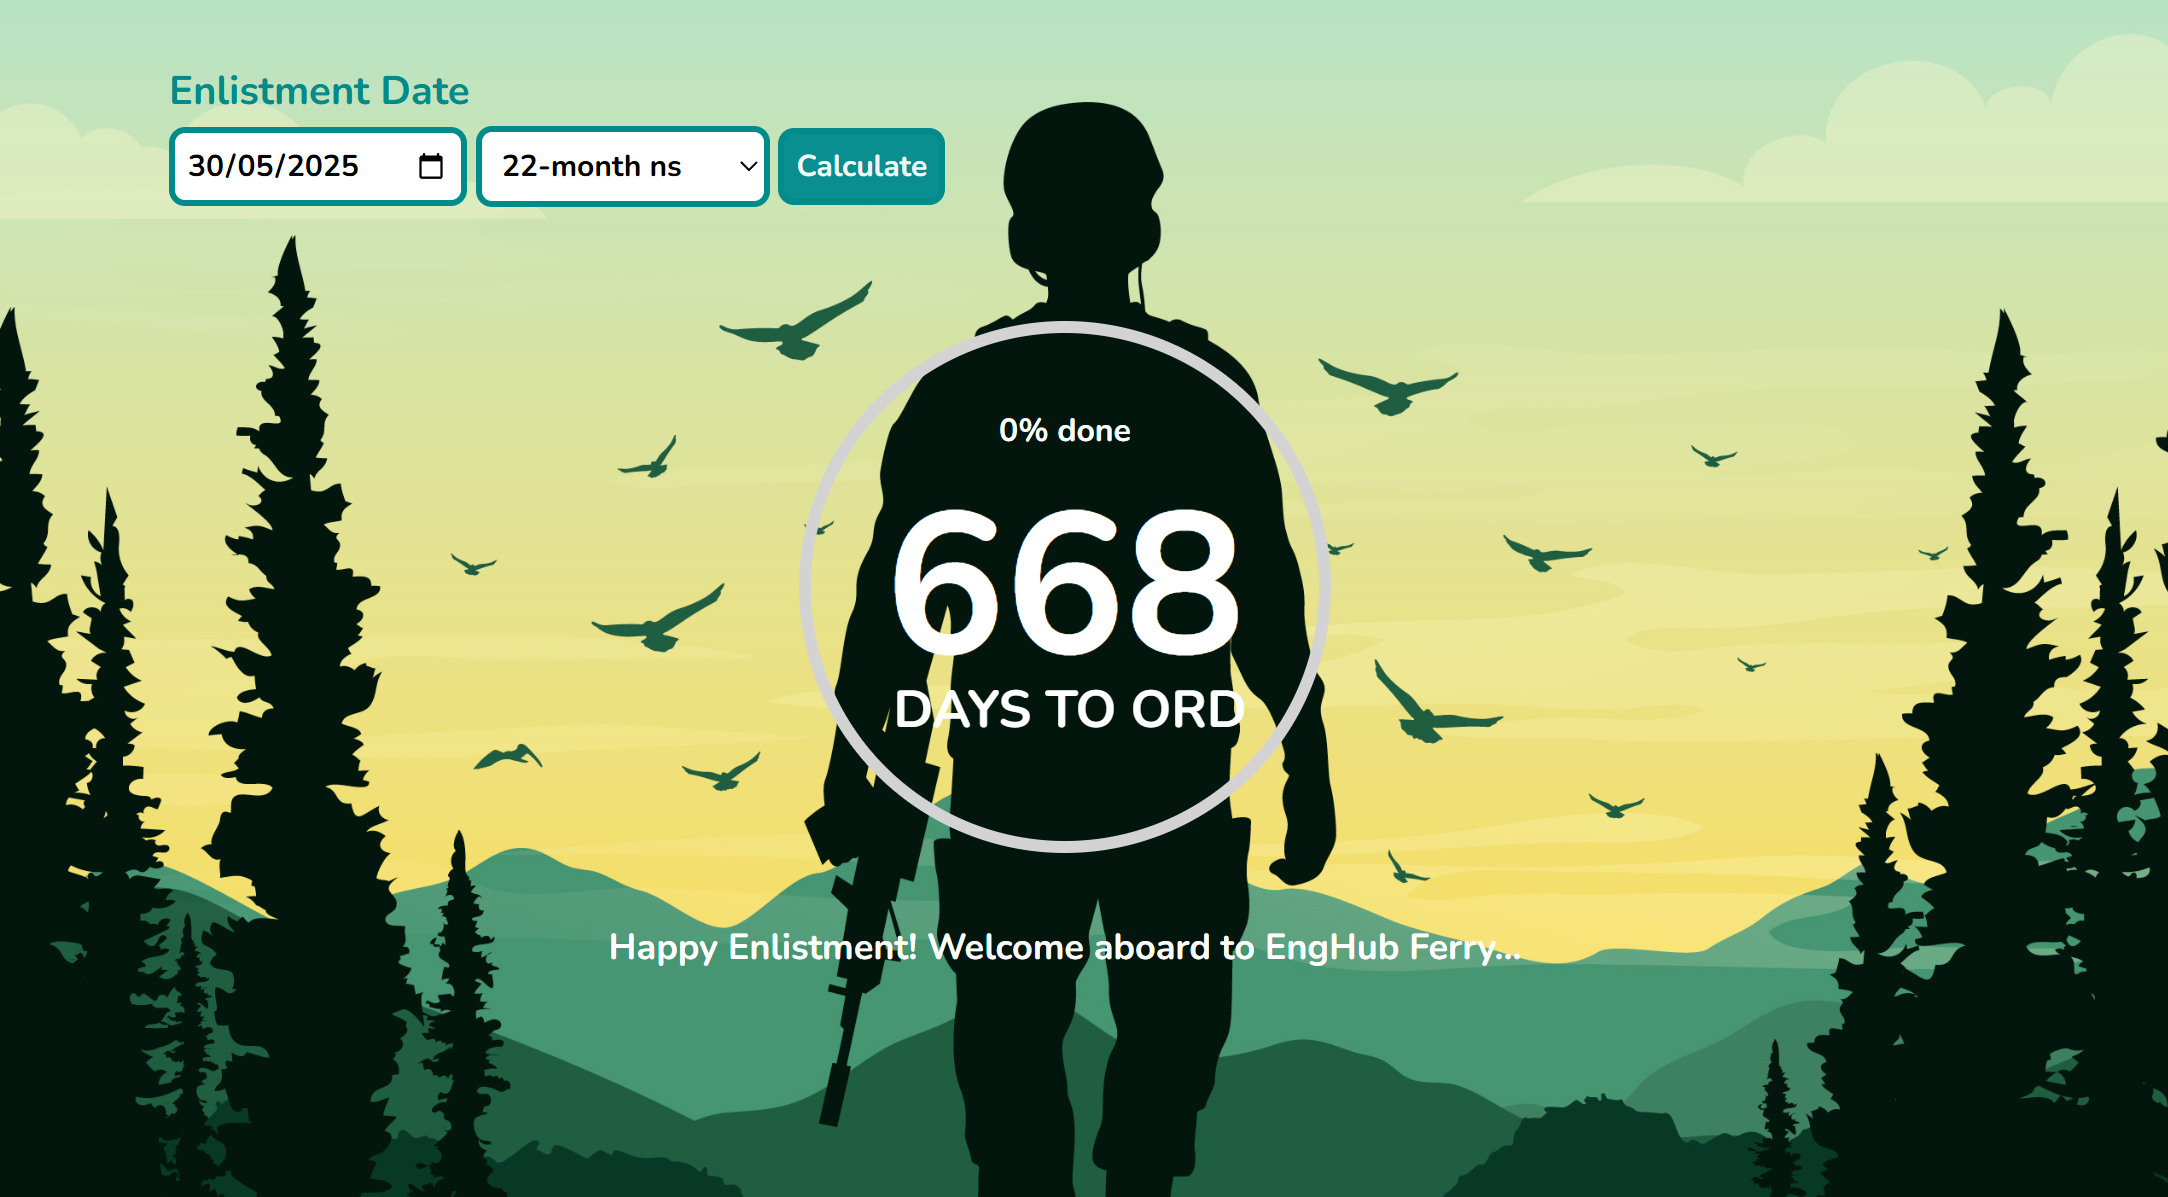 Enlistment Date
30/05/2025 22-month ns Calculate
0% done
668
DAYS TO ORD
Happy Enlistment! Welcome aboard to EngHub Ferry...